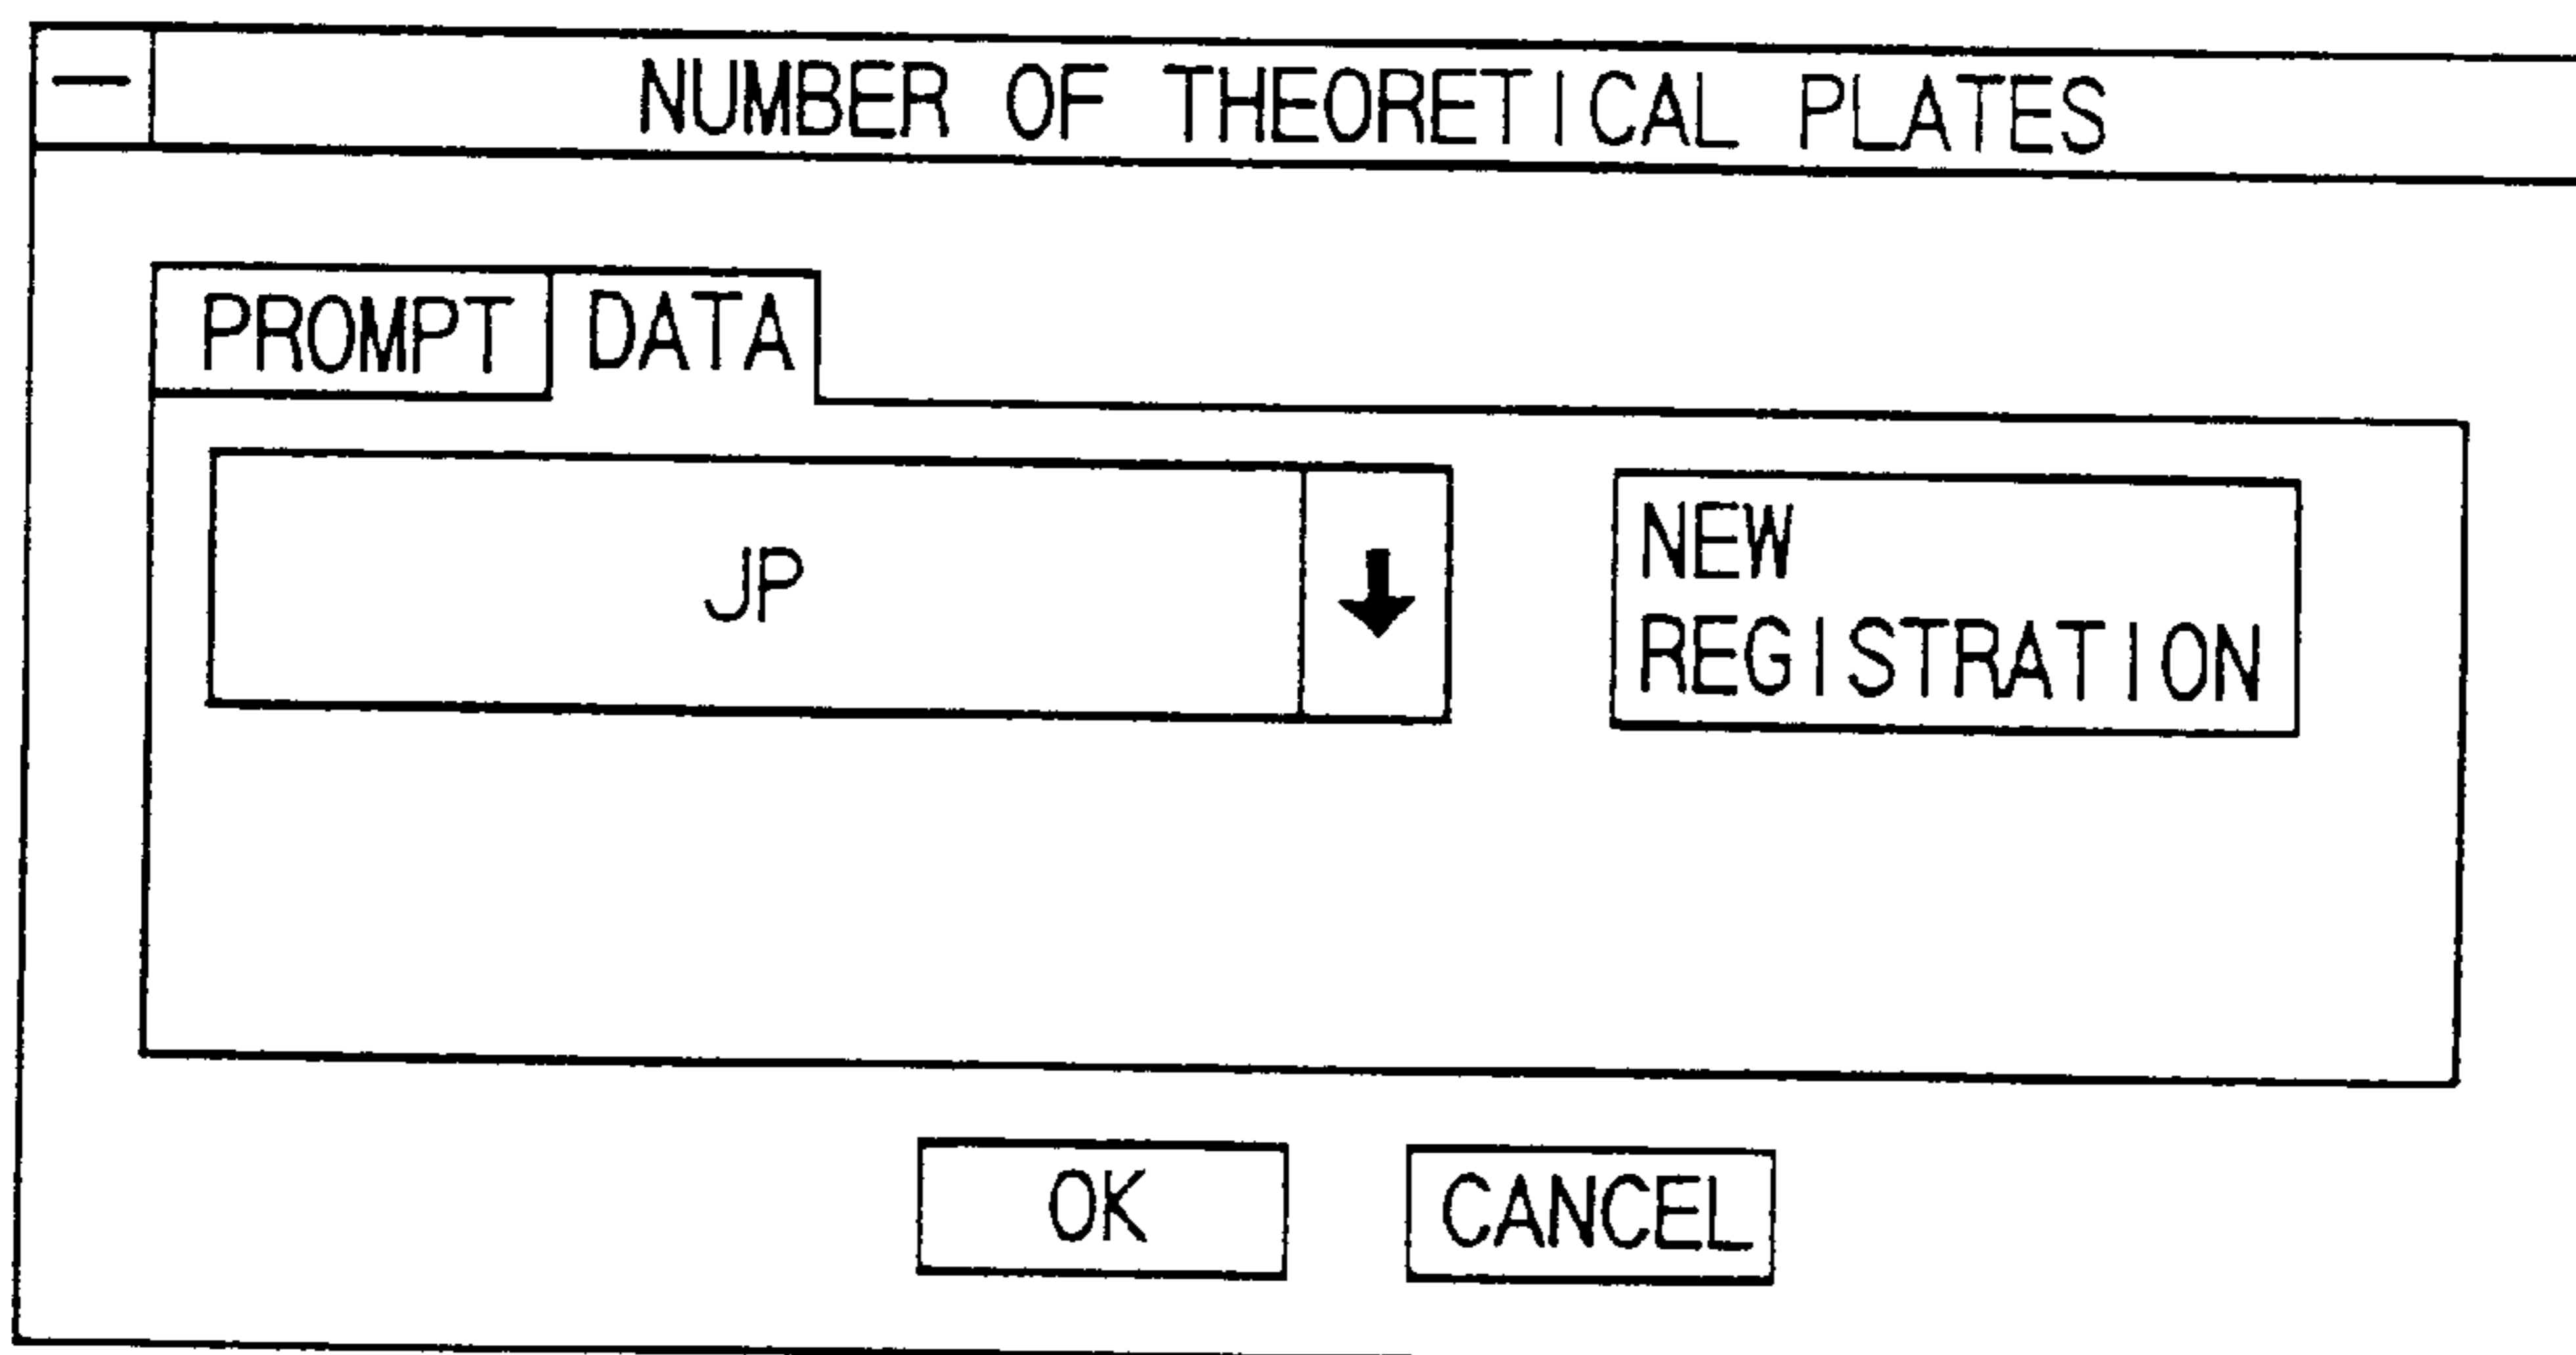 NUMBER OF THEORETICAL PLATES
PROMPT DATA
JP
NEW
REGISTRATION
OK CANCEL